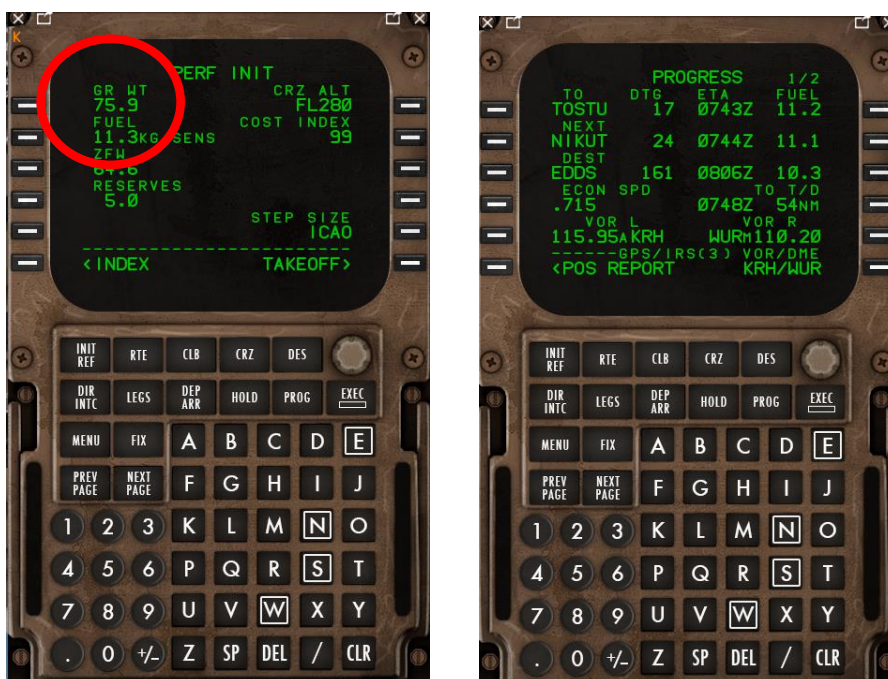 K
PERF INIT
GR WT CRZ ALT
75.9 FL280
FUEL COST INDEX
11.3KG SENS 99
ZFW
64.6
RESERVES
5.0
STEP SIZE
ICAO
--------------------------------
<INDEX TAKEOFF>
INIT REF RTE CLB CRZ DES
DIR INTC LEGS DEP ARR HOLD PROG EXEC
MENU FIX A B C D E
PREV PAGE NEXT PAGE F G H I J
1 2 3 K L M N O
4 5 6 P Q R S T
7 8 9 U V W X Y
. 0 +/- Z SP DEL / CLR
PROGRESS 1/2
TO DTG ETA FUEL
TOSTU 17 0743Z 11.2
NEXT
NIKUT 24 0744Z 11.1
DEST
EDDS 161 0806Z 10.3
ECON SPD TO T/D
.715 0748Z 54NM
VOR L VOR R
115.95A KRH WURM110.20
------GPS/IRS(3) VOR/DME
<POS REPORT KRH/WUR
INIT REF RTE CLB CRZ DES
DIR INTC LEGS DEP ARR HOLD PROG EXEC
MENU FIX A B C D E
PREV PAGE NEXT PAGE F G H I J
1 2 3 K L M N O
4 5 6 P Q R S T
7 8 9 U V W X Y
. 0 +/- Z SP DEL / CLR